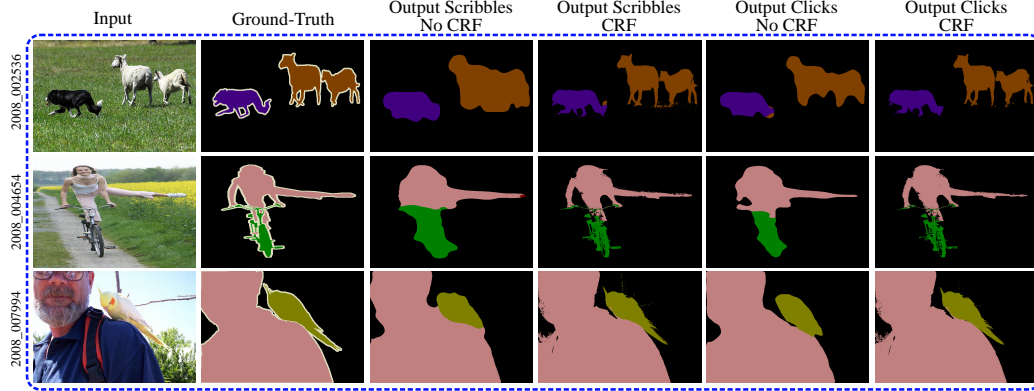 Input
Ground-Truth
Output Scribbles
No CRF
Output Scribbles
CRF
Output Clicks
No CRF
Output Clicks
CRF
2008_002536
2008_004654
2008_007994